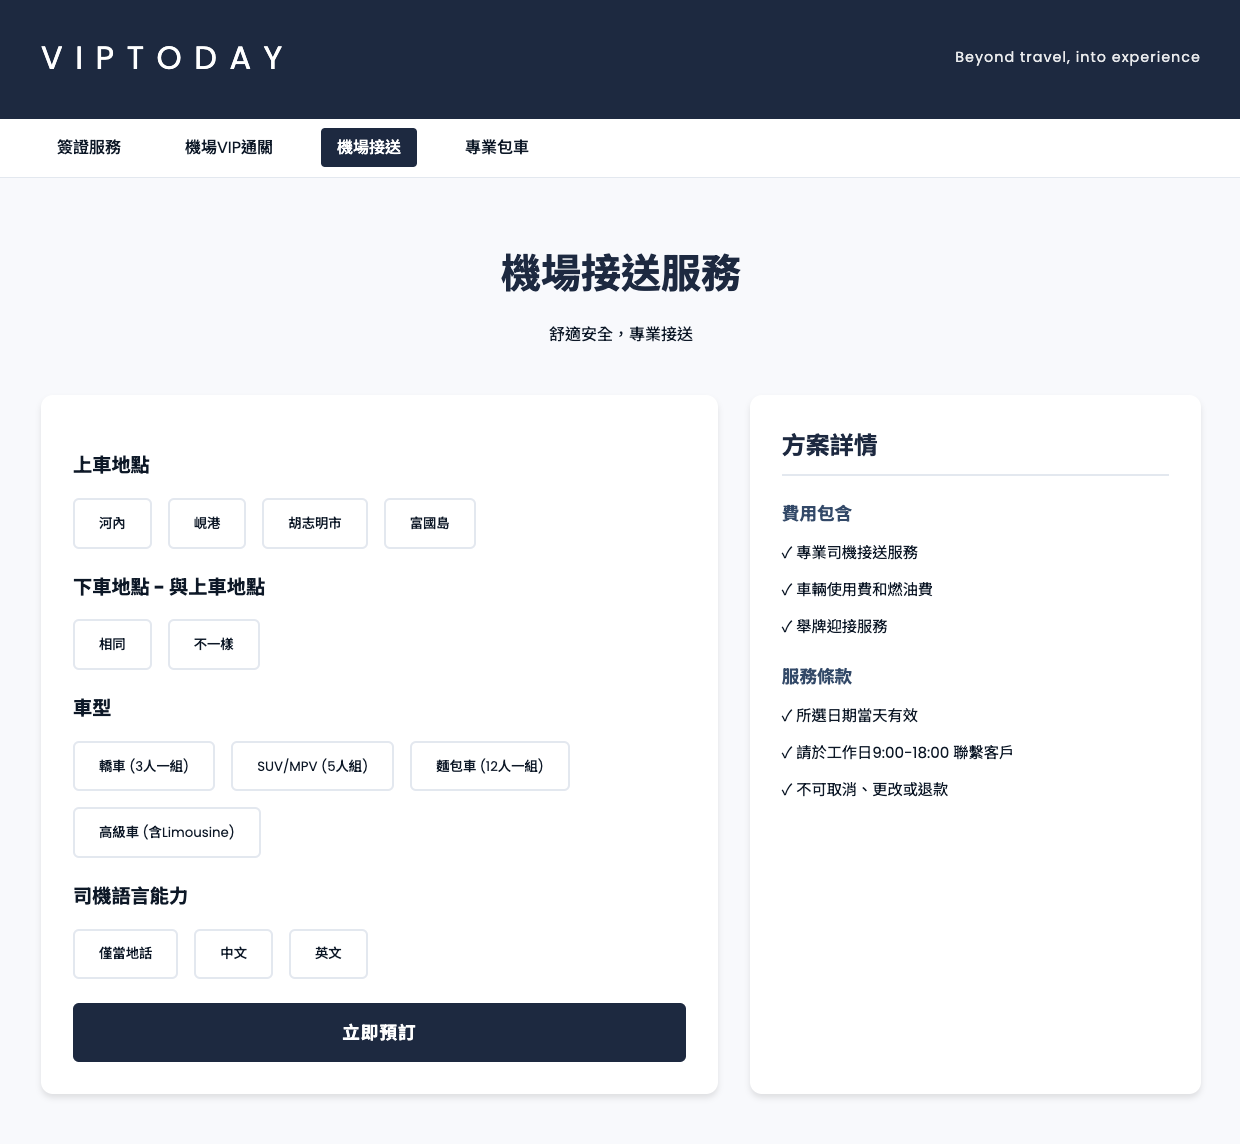 VIPTODAY
Beyond travel, into experience
簽證服務
機場VIP通關
機場接送
專業包車
機場接送服務
舒適安全，專業接送
上車地點
河內
峴港
胡志明市
富國島
下車地點 - 與上車地點
相同
不一樣
車型
轎車 (3人一組)
SUV/MPV (5人組)
麵包車 (12人一組)
高級車 (含Limousine)
司機語言能力
僅當地話
中文
英文
立即預訂
方案詳情
費用包含
✓ 專業司機接送服務
✓ 車輛使用費和燃油費
✓ 舉牌迎接服務
服務條款
✓ 所選日期當天有效
✓ 請於工作日9:00-18:00 聯繫客戶
✓ 不可取消、更改或退款